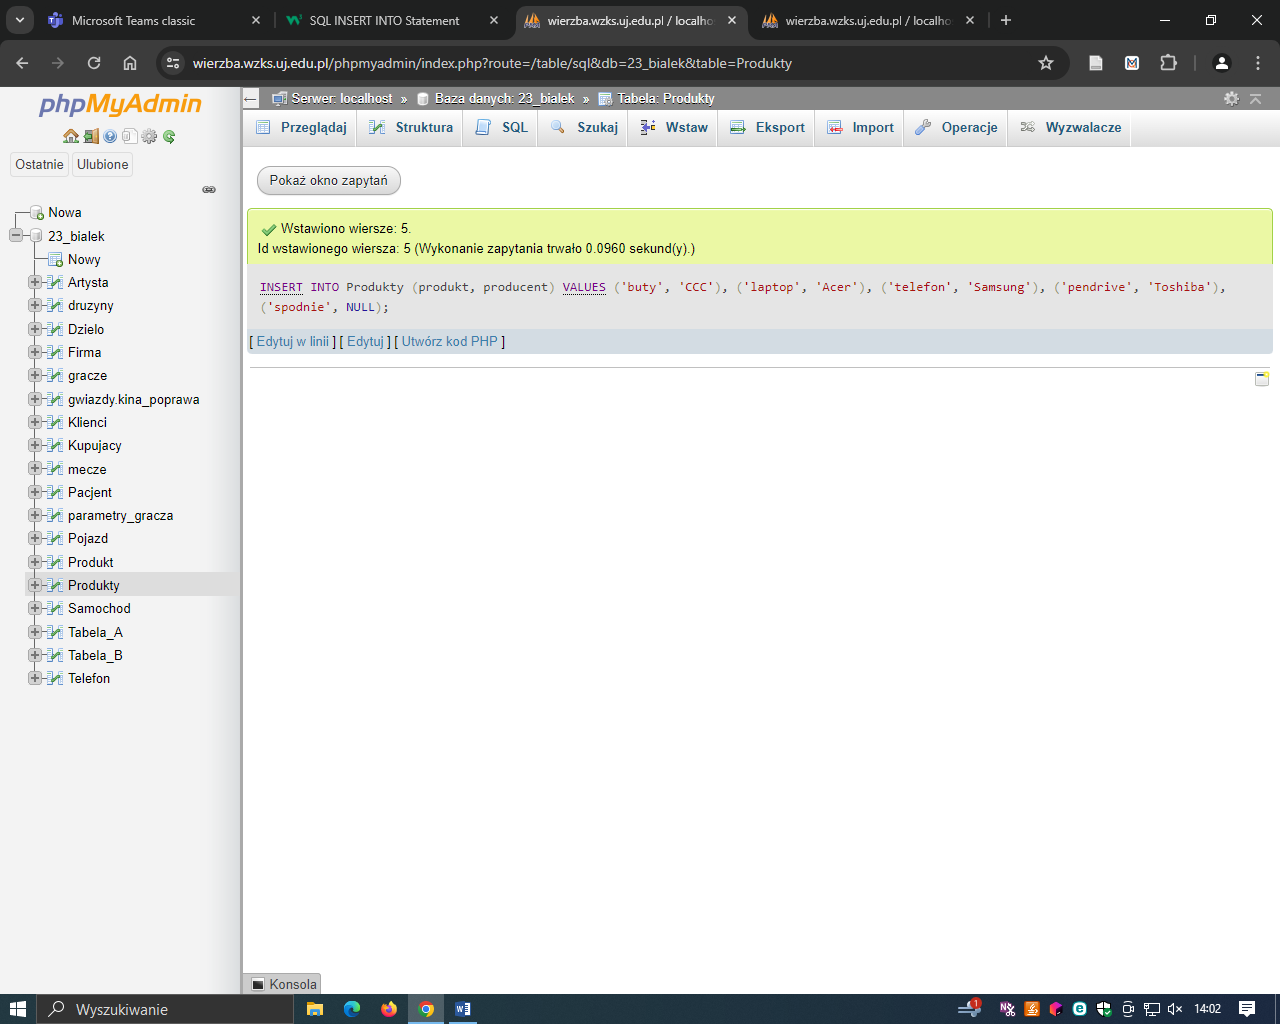 Microsoft Teams classic
SQL INSERT INTO Statement
wierzba.wzks.uj.edu.pl / localho
wierzba.wzks.uj.edu.pl / localho
wierzba.wzks.uj.edu.pl/phpmyadmin/index.php?route=/table/sql&db=23_bialek&table=Produkty
phpMyAdmin
Ostatnie
Ulubione
Nowa
23_bialek
Nowy
Artysta
druzyny
Dzielo
Firma
gracze
gwiazdy.kina_poprawa
Klienci
Kupujacy
mecze
Pacjent
parametry_gracza
Pojazd
Produkt
Produkty
Samochod
Tabela_A
Tabela_B
Telefon
Serwer: localhost » Baza danych: 23_bialek » Tabela: Produkty
Przeglądaj
Struktura
SQL
Szukaj
Wstaw
Eksport
Import
Operacje
Wyzwalacze
Pokaż okno zapytań
Wstawiono wiersze: 5.
Id wstawionego wiersza: 5 (Wykonanie zapytania trwało 0.0960 sekund(y).)
INSERT INTO Produkty (produkt, producent) VALUES ('buty', 'CCC'), ('laptop', 'Acer'), ('telefon', 'Samsung'), ('pendrive', 'Toshiba'),
('spodnie', NULL);
[ Edytuj w linii ] [ Edytuj ] [ Utwórz kod PHP ]
Konsola
Wyszukiwanie
1
14:02